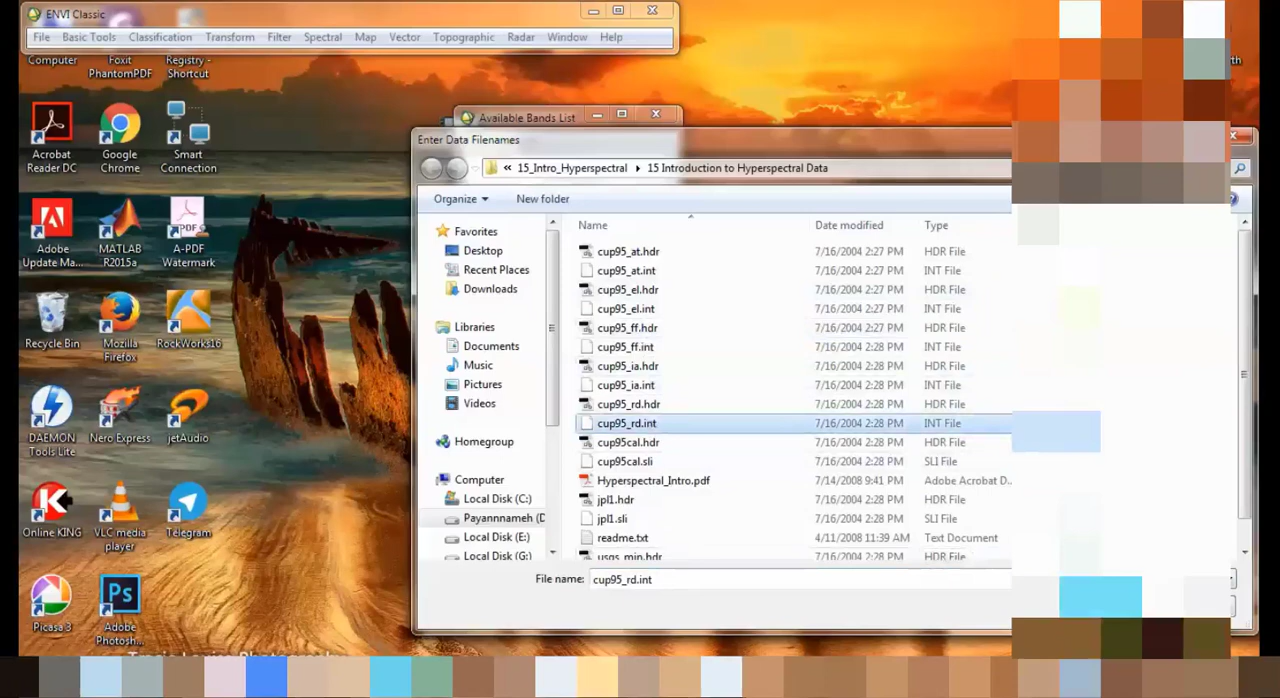 ENVI Classic
File Basic Tools Classification Transform Filter Spectral Map Vector Topographic Radar Window Help
Computer
Foxit PhantomPDF
Registry - Shortcut
Acrobat Reader DC
Google Chrome
Smart Connection
Adobe Update Ma...
MATLAB R2015a
A-PDF Watermark
Recycle Bin
Mozilla Firefox
RockWorks16
DAEMON Tools Lite
Nero Express
jetAudio
Online KING
VLC media player
Telegram
Picasa 3
Adobe Photosh...
Available Bands List
Enter Data Filenames
« 15_Intro_Hyperspectral 15 Introduction to Hyperspectral Data
Organize New folder
Favorites
Desktop
Recent Places
Downloads
Libraries
Documents
Music
Pictures
Videos
Homegroup
Computer
Local Disk (C:)
Payannnameh (D
Local Disk (E:)
Local Disk (G:)
Name Date modified Type
cup95_at.hdr 7/16/2004 2:27 PM HDR File
cup95_at.int 7/16/2004 2:27 PM INT File
cup95_el.hdr 7/16/2004 2:27 PM HDR File
cup95_el.int 7/16/2004 2:27 PM INT File
cup95_ff.hdr 7/16/2004 2:28 PM HDR File
cup95_ff.int 7/16/2004 2:28 PM INT File
cup95_ia.hdr 7/16/2004 2:28 PM HDR File
cup95_ia.int 7/16/2004 2:28 PM INT File
cup95_rd.hdr 7/16/2004 2:28 PM HDR File
cup95_rd.int 7/16/2004 2:28 PM INT File
cup95cal.hdr 7/16/2004 2:28 PM HDR File
cup95cal.sli 7/16/2004 2:28 PM SLI File
Hyperspectral_Intro.pdf 7/14/2008 9:41 PM Adobe Acrobat D...
jpl1.hdr 7/16/2004 2:28 PM HDR File
jpl1.sli 7/16/2004 2:28 PM SLI File
readme.txt 4/11/2008 11:39 AM Text Document
usgs_min.hdr 7/16/2004 2:28 PM HDR File
File name: cup95_rd.int